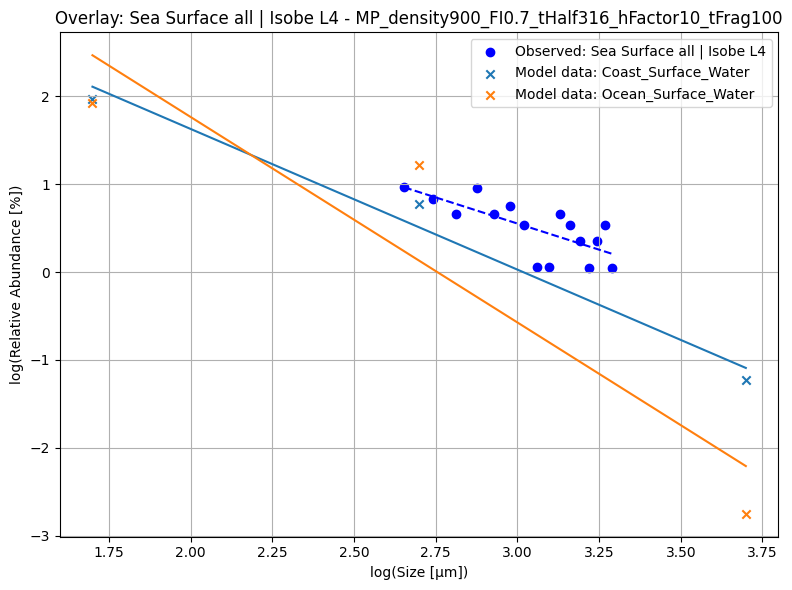 Overlay: Sea Surface all | Isobe L4 - MP_density900_FI0.7_tHalf316_hFactor10_tFrag100
Observed: Sea Surface all | Isobe L4
Model data: Coast_Surface_Water
Model data: Ocean_Surface_Water
log(Relative Abundance [%])
2
1
0
−1
−2
−3
1.75
2.00
2.25
2.50
2.75
3.00
3.25
3.50
3.75
log(Size [μm])